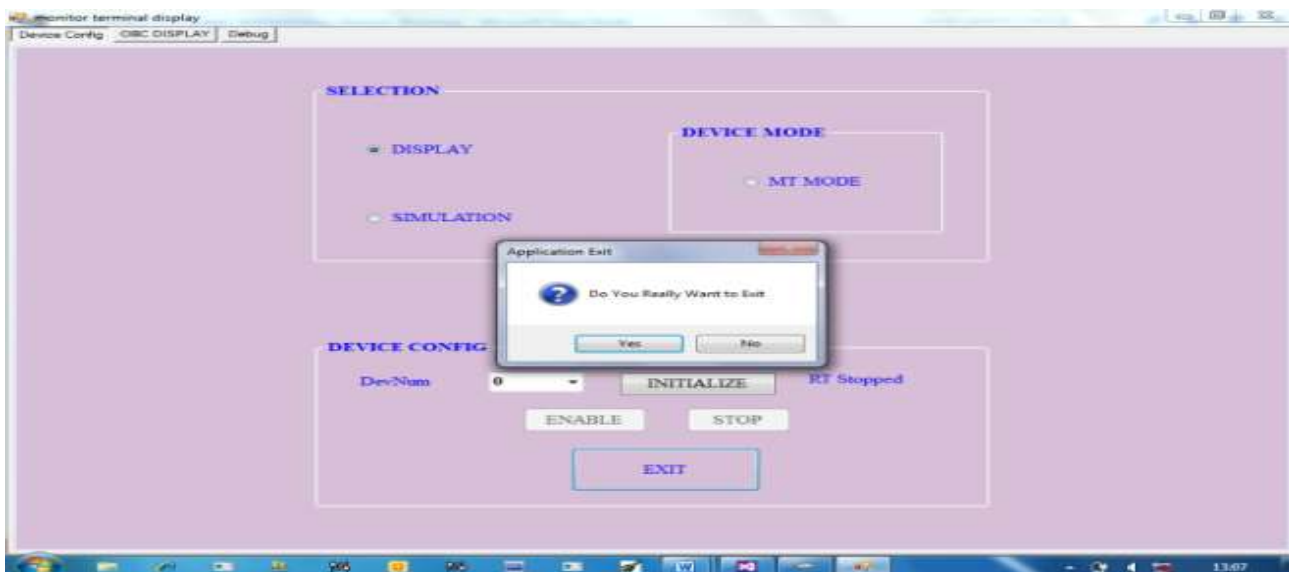 monitor terminal display
Device Config OBC DISPLAY Debug
SELECTION
DEVICE MODE
DISPLAY
MT MODE
SIMULATION
Application Exit
Do You Really Want to Exit
Yes No
DEVICE CONFIG
DevNum 0 INITIALIZE RT Stopped
ENABLE STOP
EXIT
13:07